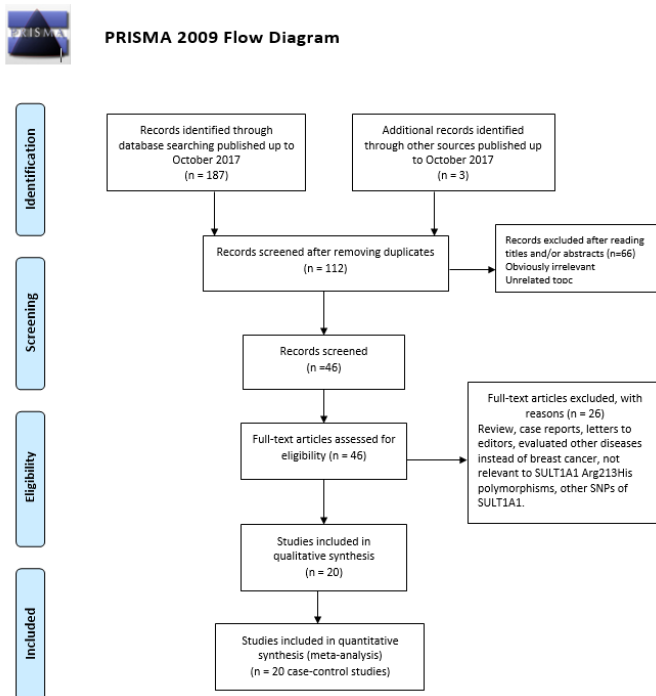 PRISMA
PRISMA 2009 Flow Diagram
Identification
Records identified through
database searching published up to
October 2017
(n = 187)
Additional records identified
through other sources published up
to October 2017
(n = 3)
Records screened after removing duplicates
(n = 112)
Records excluded after reading
titles and/or abstracts (n=66)
Obviously irrelevant
Unrelated topc
Screening
Records screened
(n =46)
Eligibility
Full-text articles assessed for
eligibility (n = 46)
Full-text articles excluded, with
reasons (n = 26)
Review, case reports, letters to
editors, evaluated other diseases
instead of breast cancer, not
relevant to SULT1A1 Arg213His
polymorphisms, other SNPs of
SULT1A1.
Studies included in
qualitative synthesis
(n = 20)
Included
Studies included in quantitative
synthesis (meta-analysis)
(n = 20 case-control studies)